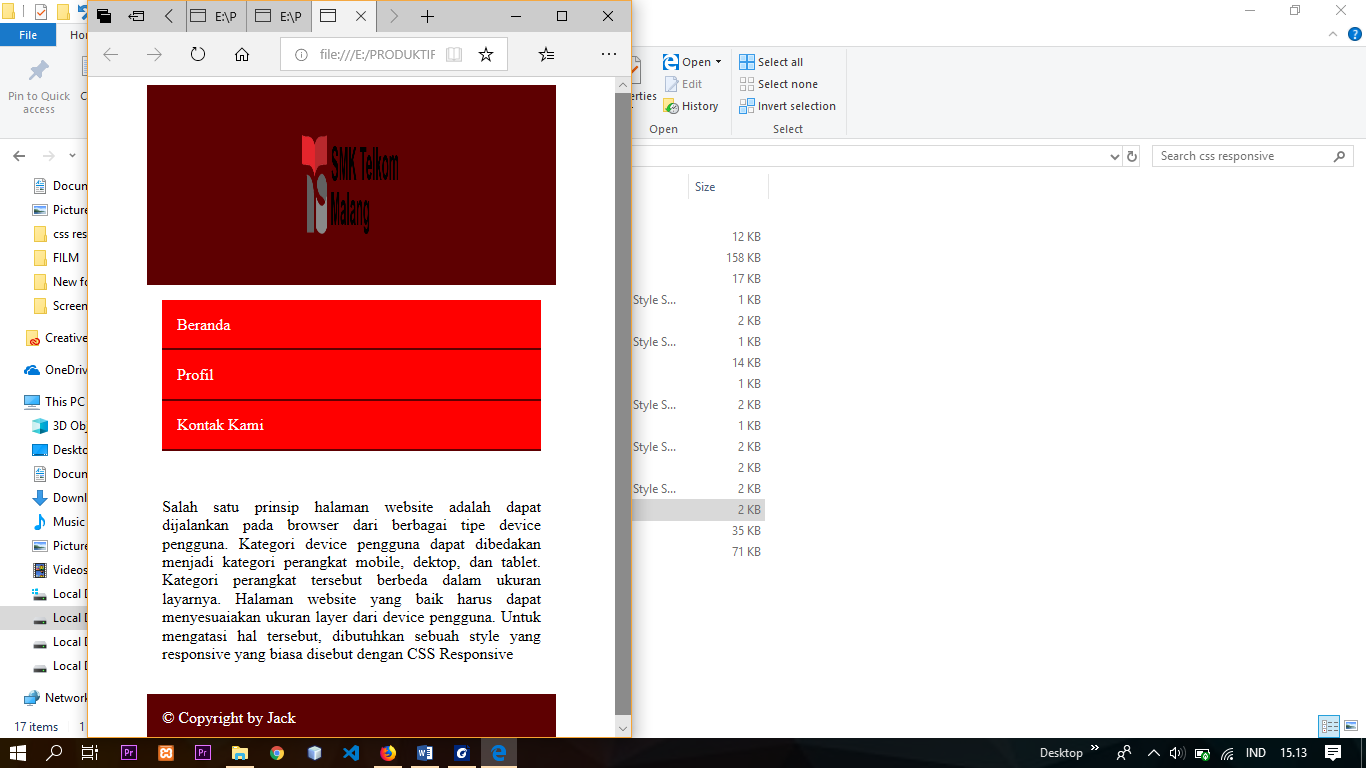 E:\P
E:\P
file:///E:/PRODUKTIF
SMK Telkom
Malang
Beranda
Profil
Kontak Kami
Salah satu prinsip halaman website adalah dapat
dijalankan pada browser dari berbagai tipe device
pengguna. Kategori device pengguna dapat dibedakan
menjadi kategori perangkat mobile, dektop, dan tablet.
Kategori perangkat tersebut berbeda dalam ukuran
layarnya. Halaman website yang baik harus dapat
menyesuaiakan ukuran layer dari device pengguna. Untuk
mengatasi hal tersebut, dibutuhkan sebuah style yang
responsive yang biasa disebut dengan CSS Responsive
© Copyright by Jack
File
Ho
Pin to Quick
access
C
erties
Open
Edit
History
Open
Select all
Select none
Invert selection
Select
Search css responsive
Docum
Picture
css res
FILM
New fo
Screen
Creative
OneDriv
This PC
3D Obj
Deskto
Docum
Downl
Music
Picture
Videos
Local D
Local D
Local D
Local D
Network
Size
12 KB
158 KB
17 KB
Style S... 1 KB
2 KB
Style S... 1 KB
14 KB
1 KB
Style S... 2 KB
1 KB
Style S... 2 KB
2 KB
Style S... 2 KB
2 KB
35 KB
71 KB
17 items 1
Pr
Pr
Desktop
IND
15.13